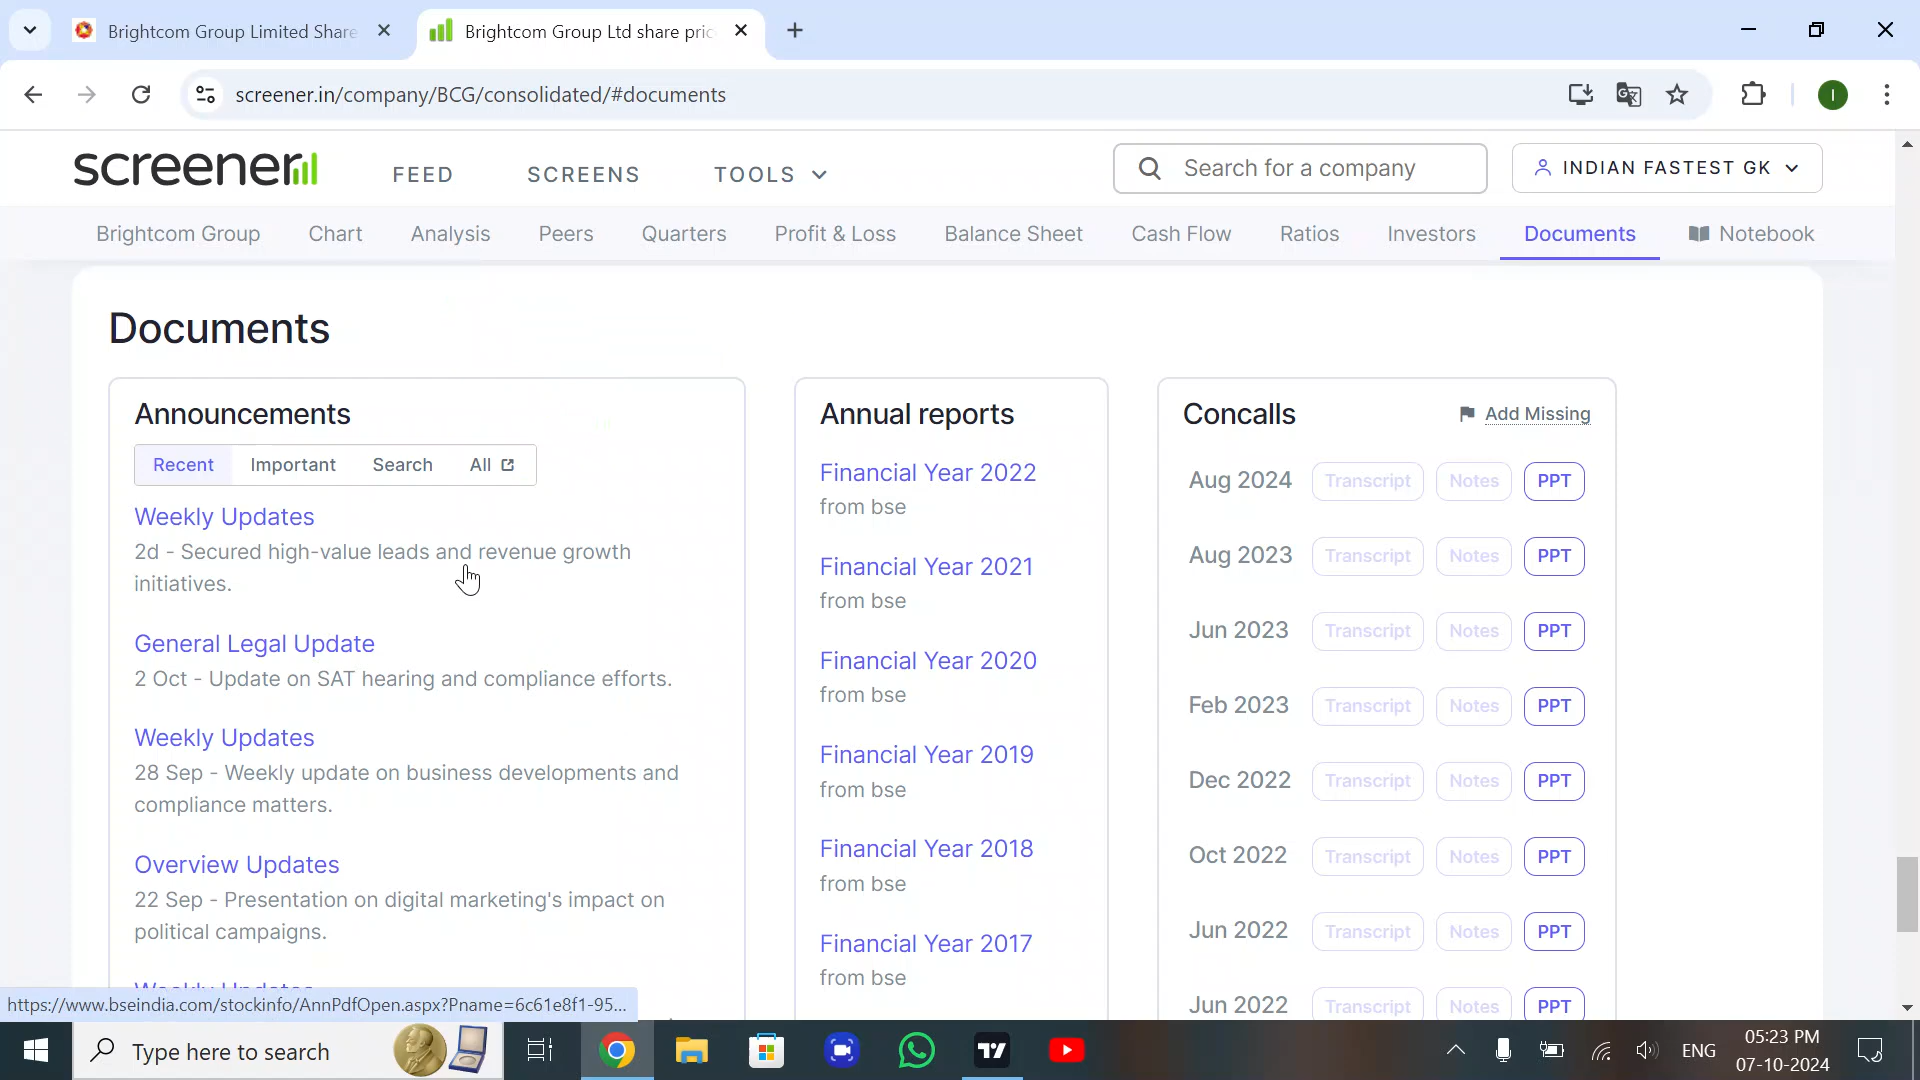 Brightcom Group Limited Share
Brightcom Group Ltd share pric
screener.in/company/BCG/consolidated/#documents
I
screener
FEED
SCREENS
TOOLS
Search for a company
INDIAN FASTEST GK
Brightcom Group
Chart
Analysis
Peers
Quarters
Profit & Loss
Balance Sheet
Cash Flow
Ratios
Investors
Documents
Notebook
Documents
Announcements
Recent
Important
Search
All
Weekly Updates
2d - Secured high-value leads and revenue growth
initiatives.
General Legal Update
2 Oct - Update on SAT hearing and compliance efforts.
Weekly Updates
28 Sep - Weekly update on business developments and
compliance matters.
Overview Updates
22 Sep - Presentation on digital marketing's impact on
political campaigns.
Annual reports
Financial Year 2022
from bse
Financial Year 2021
from bse
Financial Year 2020
from bse
Financial Year 2019
from bse
Financial Year 2018
from bse
Financial Year 2017
from bse
Concalls
Add Missing
Aug 2024 Transcript Notes PPT
Aug 2023 Transcript Notes PPT
Jun 2023 Transcript Notes PPT
Feb 2023 Transcript Notes PPT
Dec 2022 Transcript Notes PPT
Oct 2022 Transcript Notes PPT
Jun 2022 Transcript Notes PPT
Jun 2022 Transcript Notes PPT
https://www.bseindia.com/stockinfo/AnnPdfOpen.aspx?Pname=6c61e8f1-95...
Type here to search
ENG
05:23 PM
07-10-2024